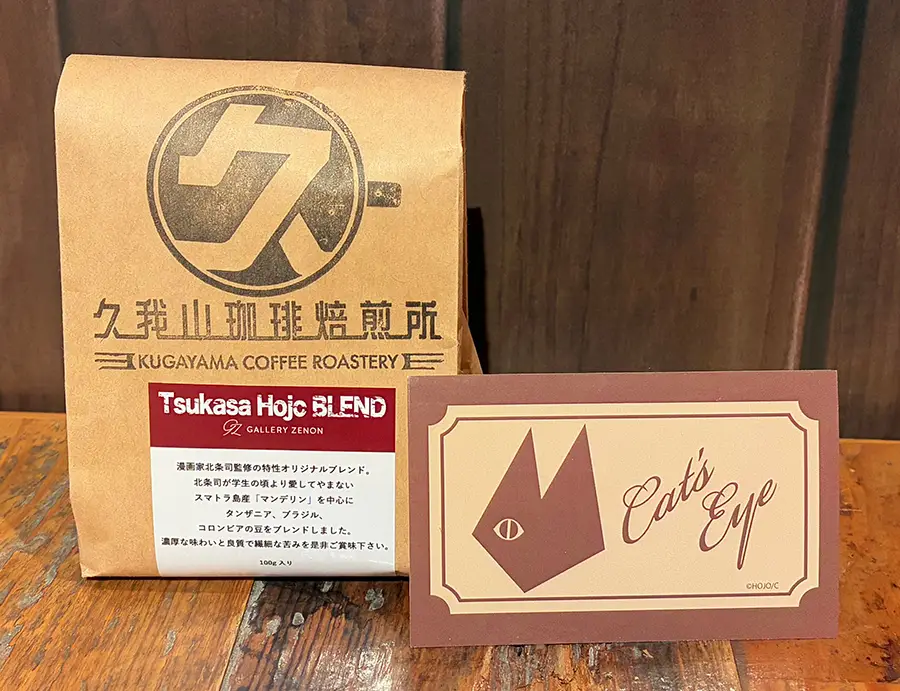 久
久我山珈琲焙煎所
KUGAYAMA COFFEE ROASTERY
Tsukasa Hojo BLEND
GZ GALLERY ZENON
漫画家北条司監修の特性オリジナルブレンド。
北条司が学生の頃より愛してやまない
スマトラ島産「マンデリン」を中心に
タンザニア、ブラジル、
コロンビアの豆をブレンドしました。
濃厚な味わいと良質で繊細な苦みを是非ご賞味下さい。
100g 入り
Cat's
Eye
©HOJO/C